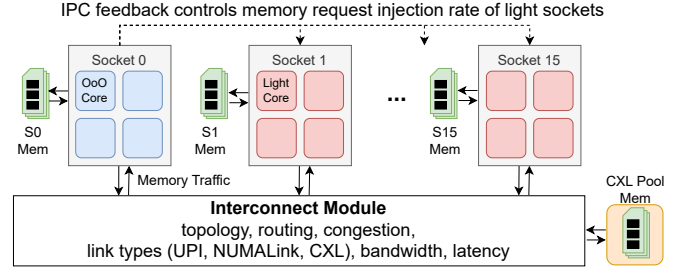 IPC feedback controls memory request injection rate of light sockets
Socket 0
Socket 1
Socket 15
OoO
Core
Light
Core
...
S0
Mem
S1
Mem
S15
Mem
Memory Traffic
CXL Pool
Mem
Interconnect Module
topology, routing, congestion,
link types (UPI, NUMALink, CXL), bandwidth, latency